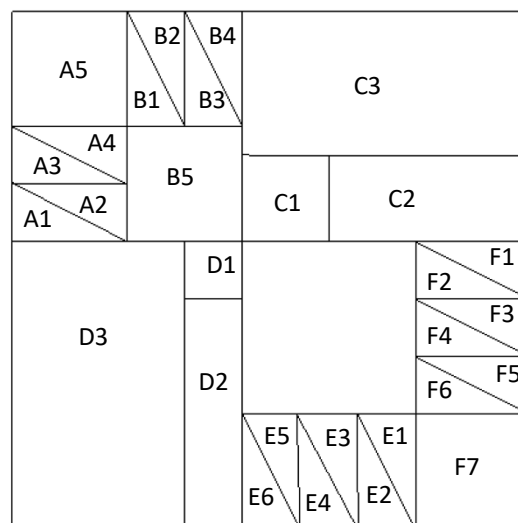 B2 B4
A5 C3
B1 B3
A4
A3 B5
A2 C1 C2
A1
D1 F1
F2
F3
D3 F4
D2 F5
F6
E5 E3 E1
F7
E6 E4 E2